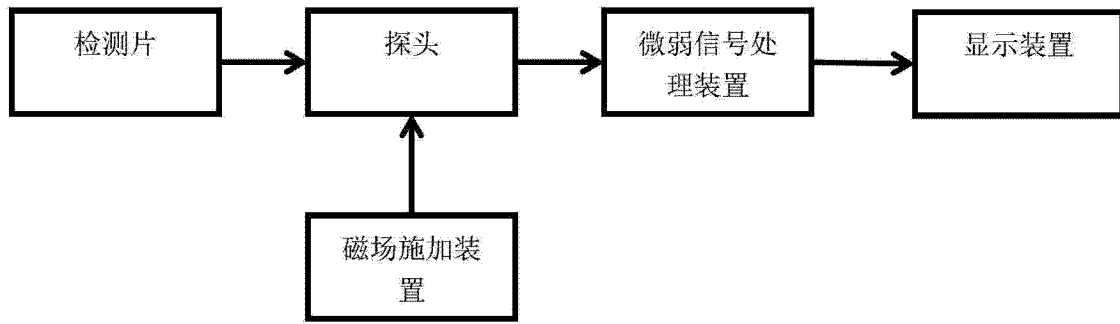 检测片
探头
微弱信号处
理装置
显示装置
磁场施加装
置